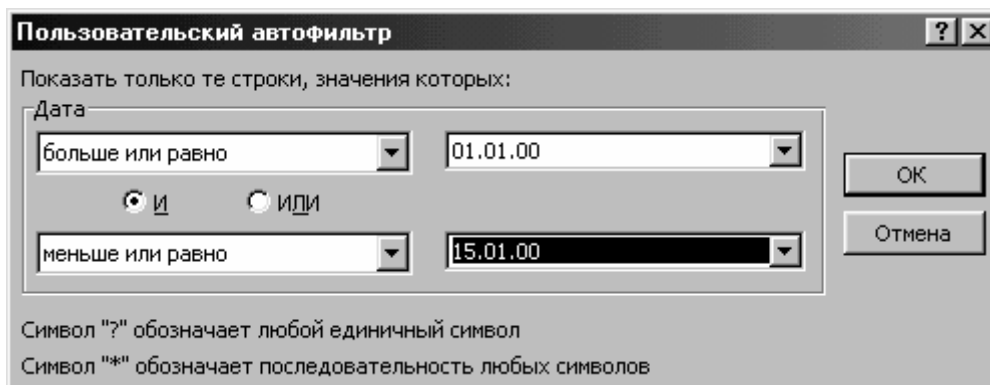 Пользовательский автофильтр
Показать только те строки, значения которых:
Дата
больше или равно 01.01.00
И ИЛИ
ОК
меньше или равно 15.01.00
Отмена
Символ "?" обозначает любой единичный символ
Символ "*" обозначает последовательность любых символов